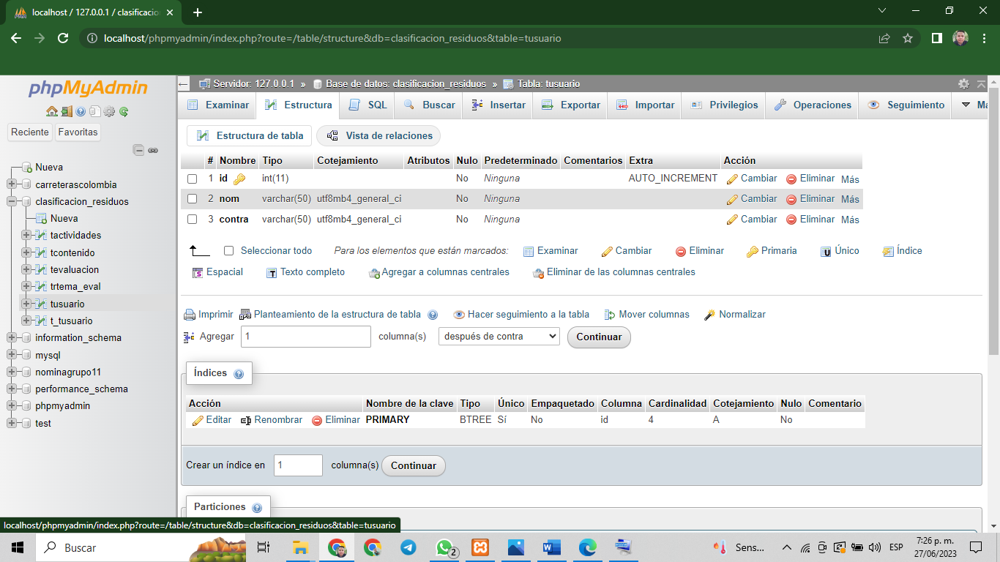 localhost / 127.0.0.1 / clasificacio
localhost/phpmyadmin/index.php?route=/table/structure&db=clasificacion_residuos&table=tusuario
phpMyAdmin
Reciente Favoritas
Nueva
carreterascolombia
clasificacion_residuos
Nueva
tactividades
tcontenido
tevaluacion
trtema_eval
tusuario
t_tusuario
information_schema
mysql
nominagrupo11
performance_schema
phpmyadmin
test
Servidor: 127.0.0.1 » Base de datos: clasificacion_residuos » Tabla: tusuario
Examinar Estructura SQL Buscar Insertar Exportar Importar Privilegios Operaciones Seguimiento Má
Estructura de tabla Vista de relaciones
# Nombre Tipo Cotejamiento Atributos Nulo Predeterminado Comentarios Extra Acción
1 id int(11) No Ninguna AUTO_INCREMENT Cambiar Eliminar Más
2 nom varchar(50) utf8mb4_general_ci No Ninguna Cambiar Eliminar Más
3 contra varchar(50) utf8mb4_general_ci No Ninguna Cambiar Eliminar Más
Seleccionar todo Para los elementos que están marcados: Examinar Cambiar Eliminar Primaria Único Índice
Espacial Texto completo Agregar a columnas centrales Eliminar de las columnas centrales
Imprimir Planteamiento de la estructura de tabla Hacer seguimiento a la tabla Mover columnas Normalizar
Agregar 1 columna(s) después de contra Continuar
Índices
Acción Nombre de la clave Tipo Único Empaquetado Columna Cardinalidad Cotejamiento Nulo Comentario
Editar Renombrar Eliminar PRIMARY BTREE Sí No id 4 A No
Crear un índice en 1 columna(s) Continuar
Particiones
localhost/phpmyadmin/index.php?route=/table/structure&db=clasificacion_residuos&table=tusuario
Buscar
2
Sens...
ESP
7:26 p. m.
27/06/2023